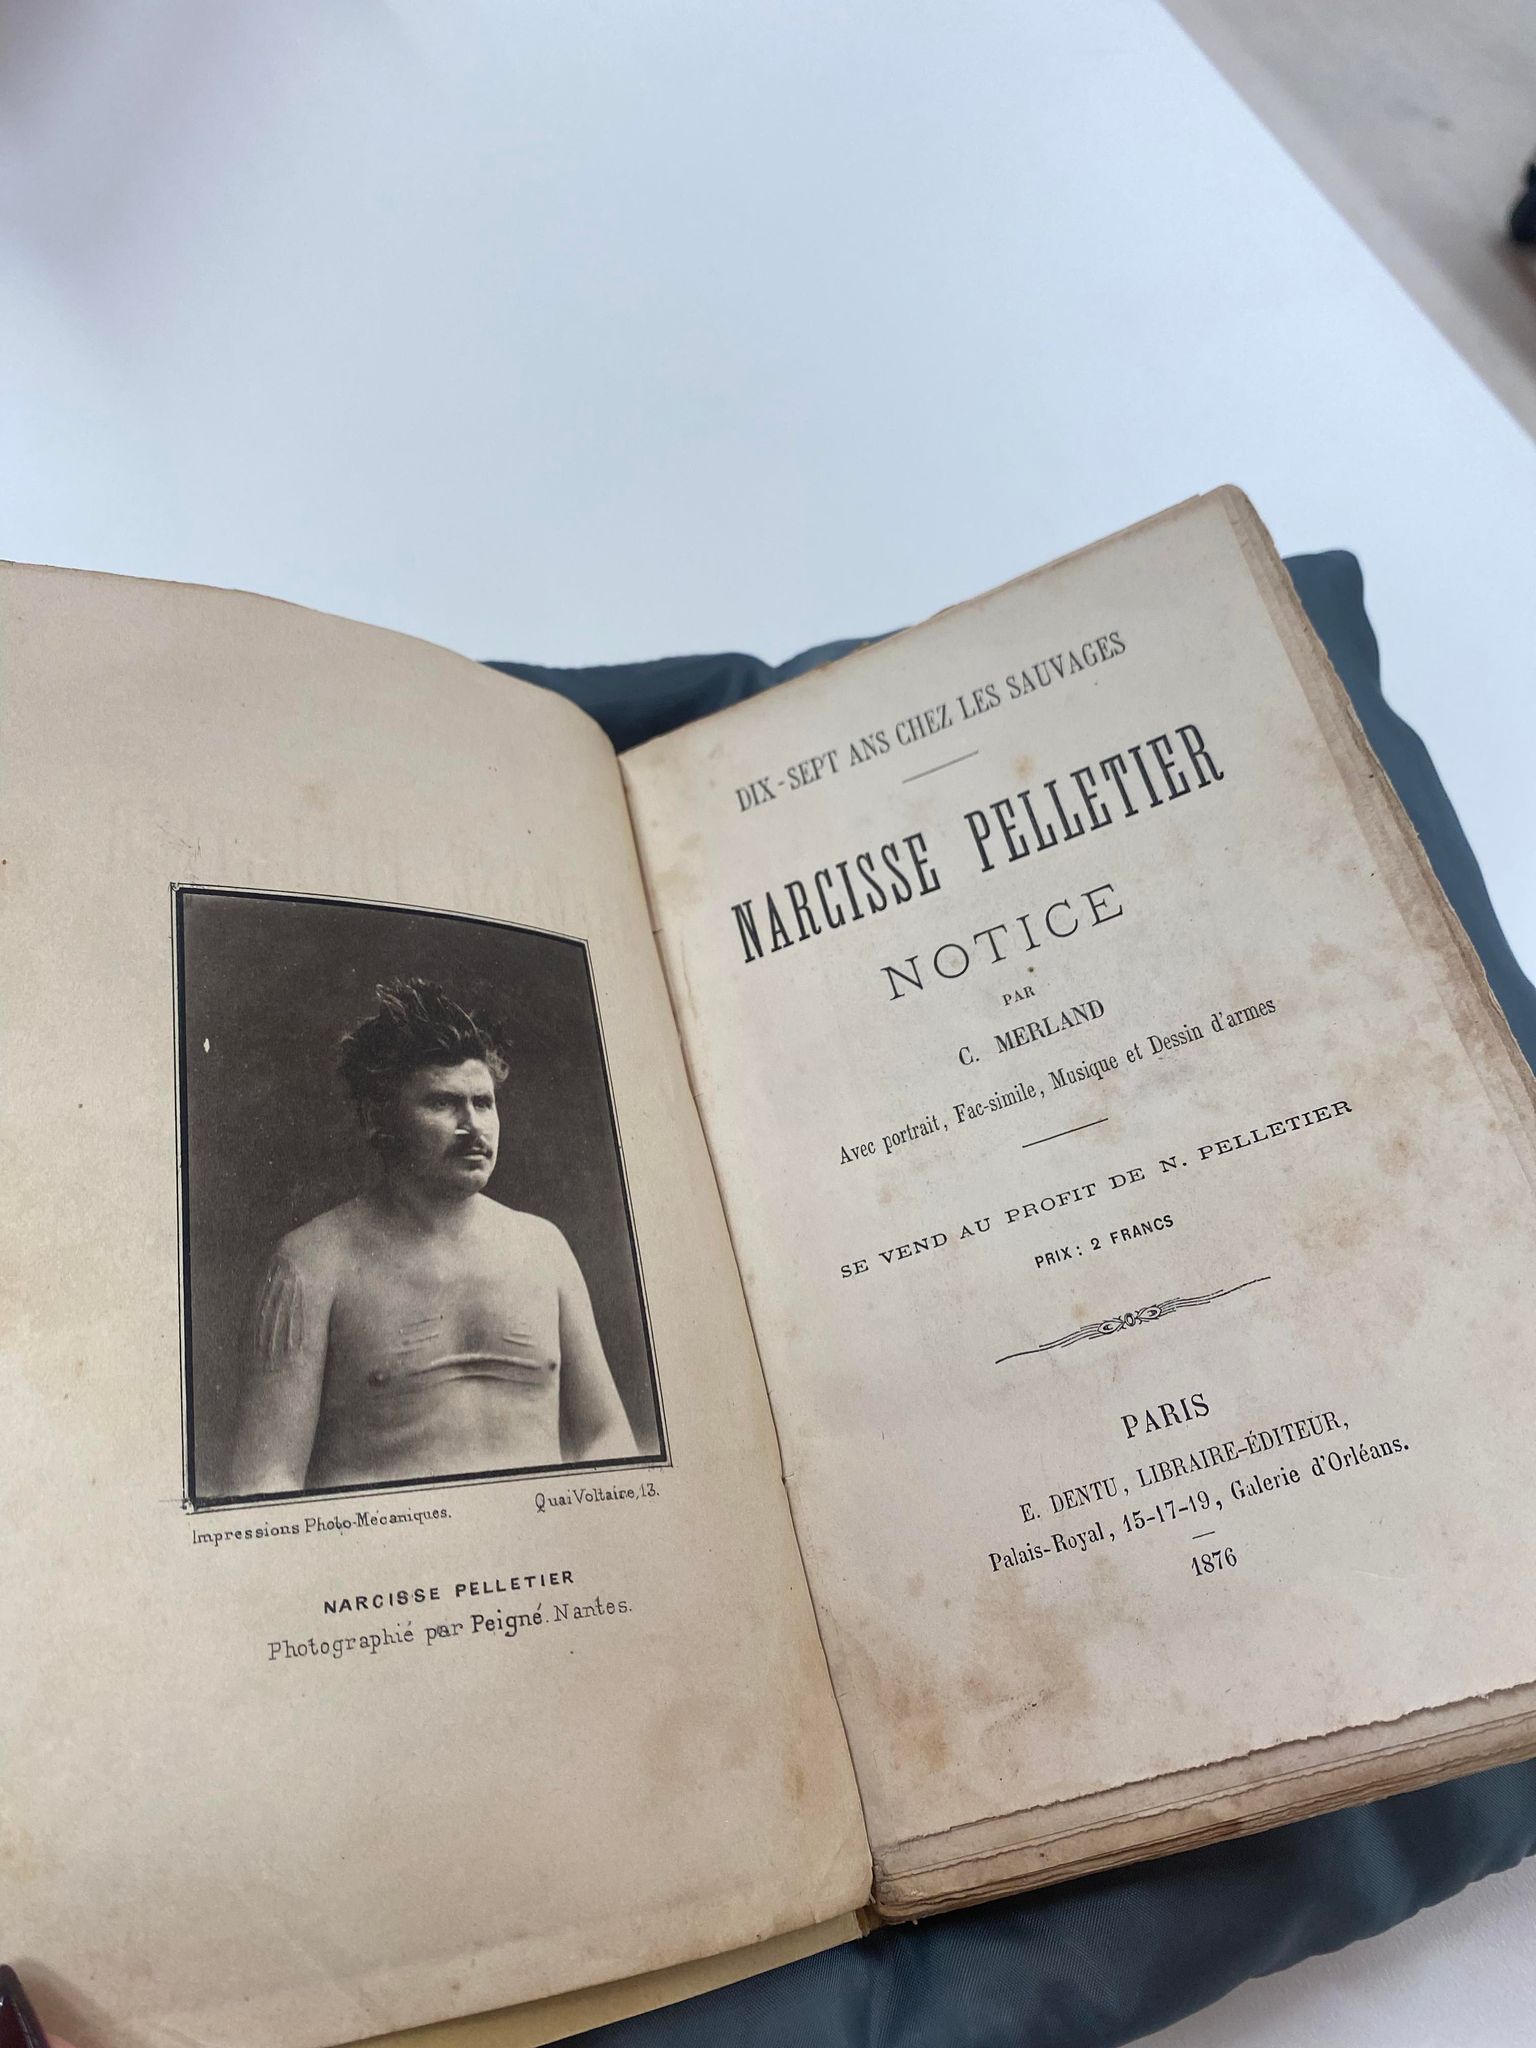 Impressions Photo-Mécaniques. Quai Voltaire, 13.
NARCISSE PELLETIER
Photographié par Peigné. Nantes.
DIX-SEPT ANS CHEZ LES SAUVAGES
NARCISSE PELLETIER
NOTICE
PAR
C. MERLAND
Avec portrait, Fac-simile, Musique et Dessin d'armes
SE VEND AU PROFIT DE N. PELLETIER
PRIX: 2 FRANCS
PARIS
E. DENTU, LIBRAIRE-ÉDITEUR,
Palais-Royal, 15-17-19, Galerie d'Orléans.
1876